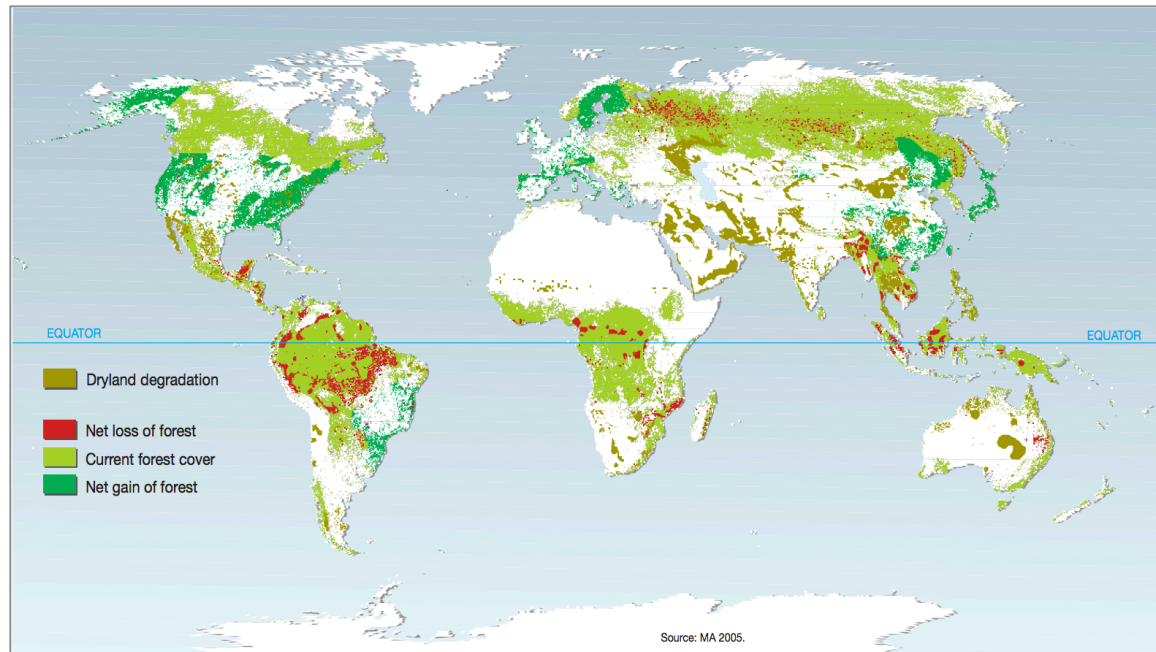 EQUATOR
EQUATOR
Dryland degradation
Net loss of forest
Current forest cover
Net gain of forest
Source: MA 2005.